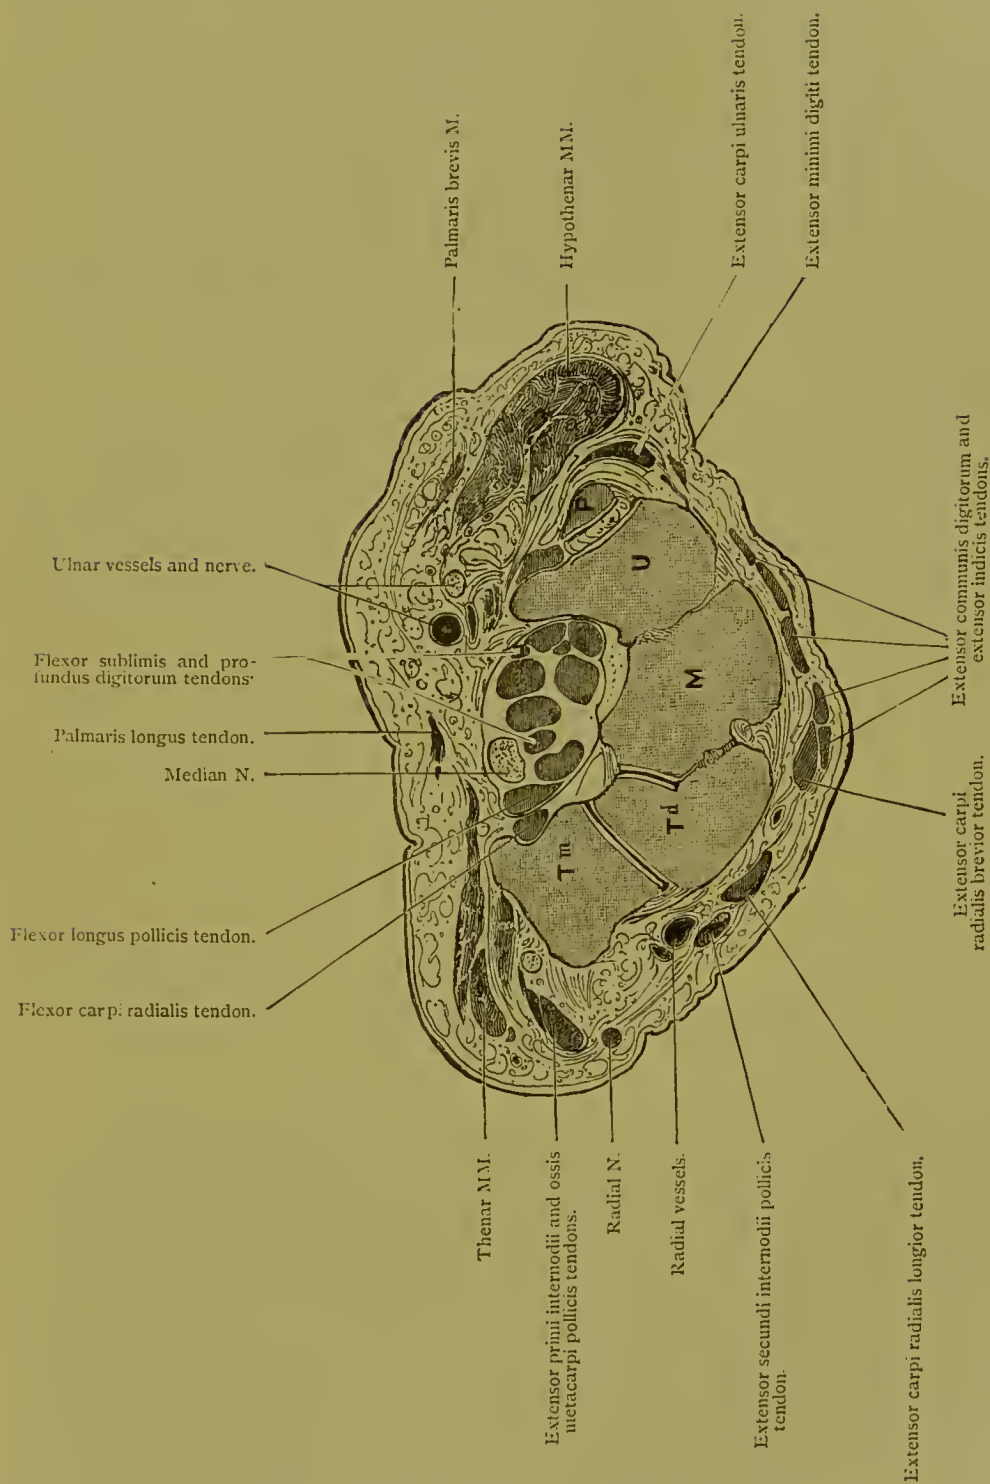 Palmaris brevis M.
Hypothenar MM.
Extensor carpi ulnaris tendon.
Extensor minimi digiti tendon.
Ulnar vessels and nerve.
Flexor sublimis and pro-
fundus digitorum tendons.
Palmaris longus tendon.
Median N.
Flexor longus pollicis tendon.
Flexor carpi radialis tendon.
P
U
M
Td
Tm
Extensor communis digitorum and
extensor indicis tendons.
Extensor carpi
radialis brevior tendon.
Thenar MM.
Extensor primi internodii and ossis
metacarpi pollicis tendons.
Radial N.
Radial vessels.
Extensor secundi internodii pollicis
tendon.
Extensor carpi radialis longior tendon.